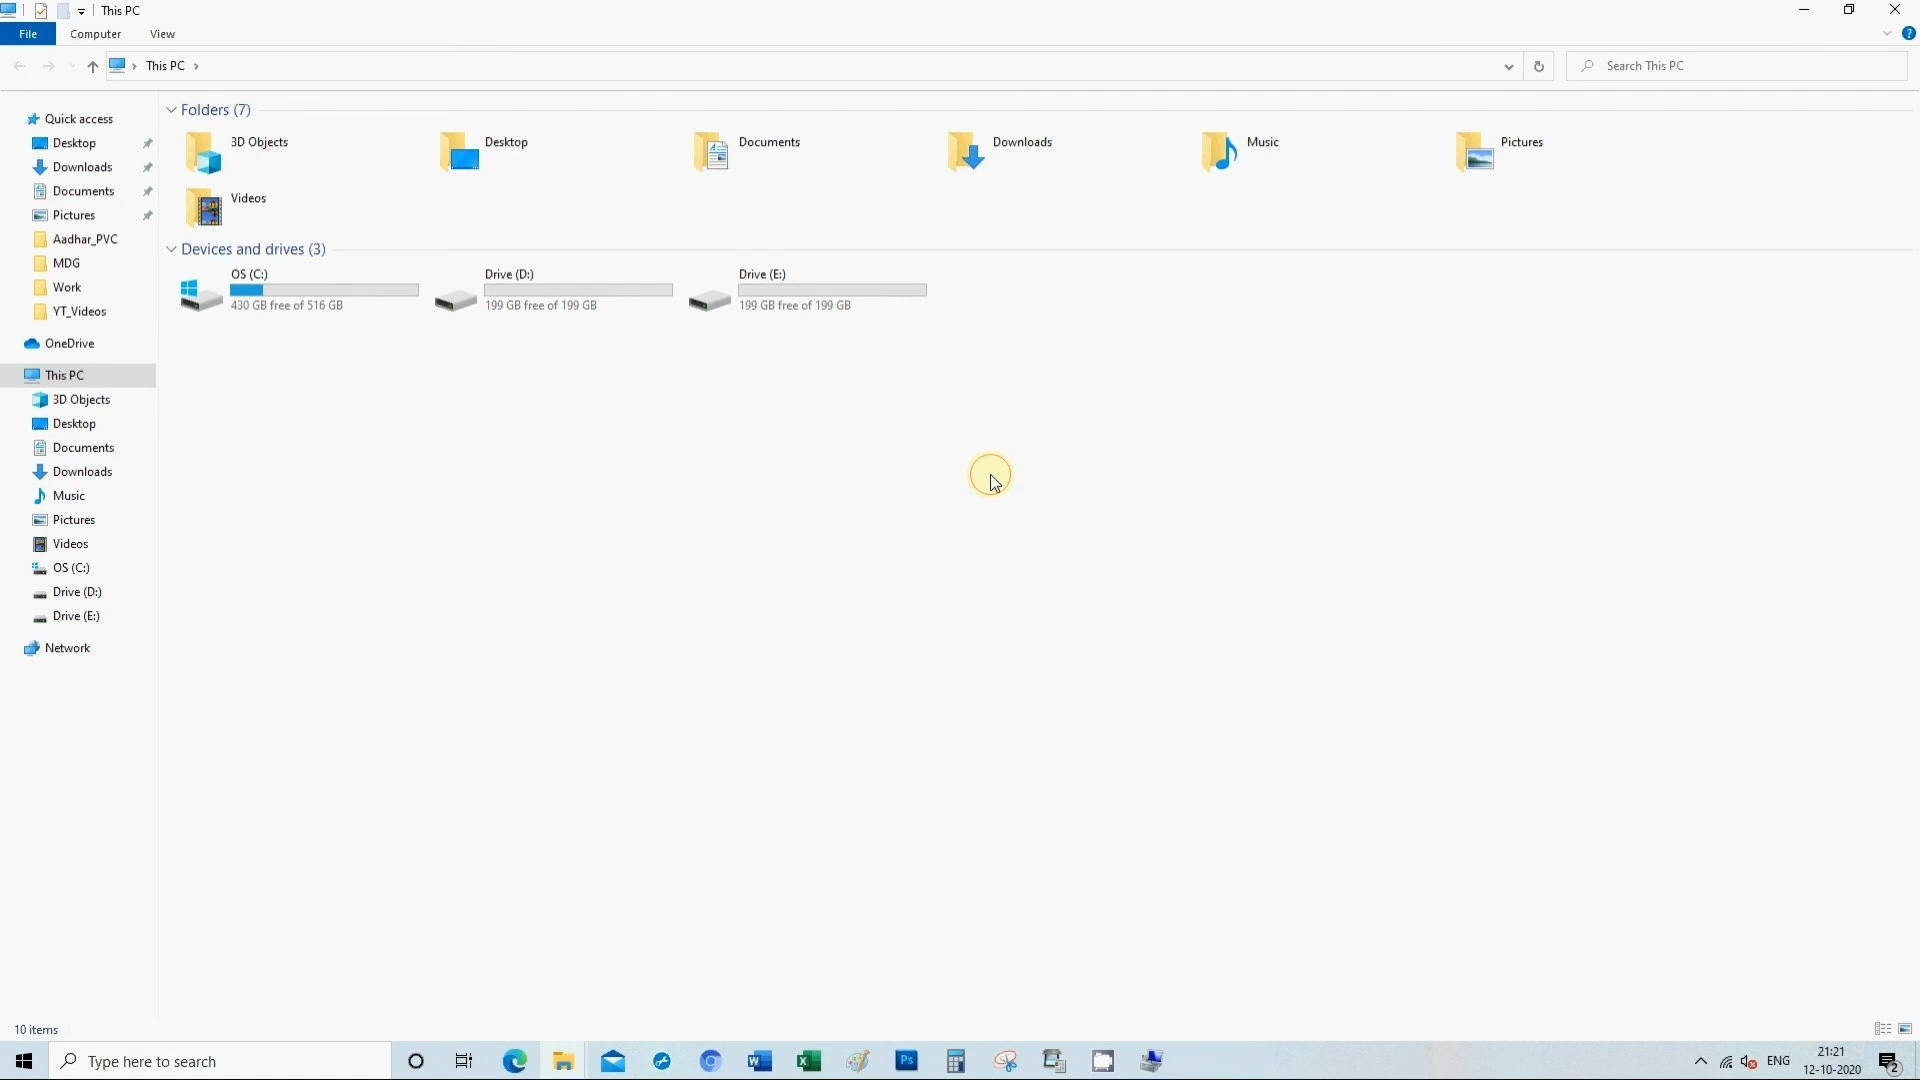 This PC
File Computer View
This PC
Search This PC
Quick access
Desktop
Downloads
Documents
Pictures
Aadhar_PVC
MDG
Work
YT_Videos
OneDrive
This PC
3D Objects
Desktop
Documents
Downloads
Music
Pictures
Videos
OS (C:)
Drive (D:)
Drive (E:)
Network
Folders (7)
3D Objects Desktop Documents Downloads Music Pictures
Videos
Devices and drives (3)
OS (C:) Drive (D:) Drive (E:)
430 GB free of 516 GB 199 GB free of 199 GB 199 GB free of 199 GB
10 items
Type here to search
Ps
ENG
21:21
12-10-2020
2